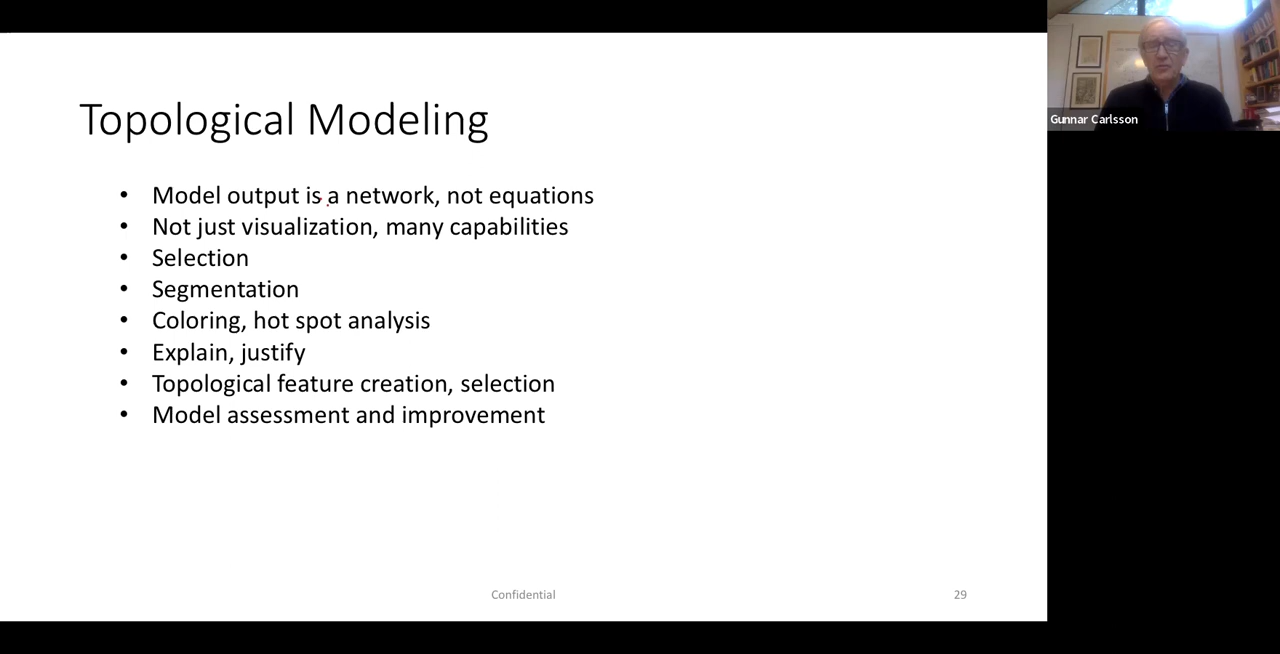 Topological Modeling
• Model output is a network, not equations
• Not just visualization, many capabilities
• Selection
• Segmentation
• Coloring, hot spot analysis
• Explain, justify
• Topological feature creation, selection
• Model assessment and improvement
Confidential
29
Gunnar Carlsson